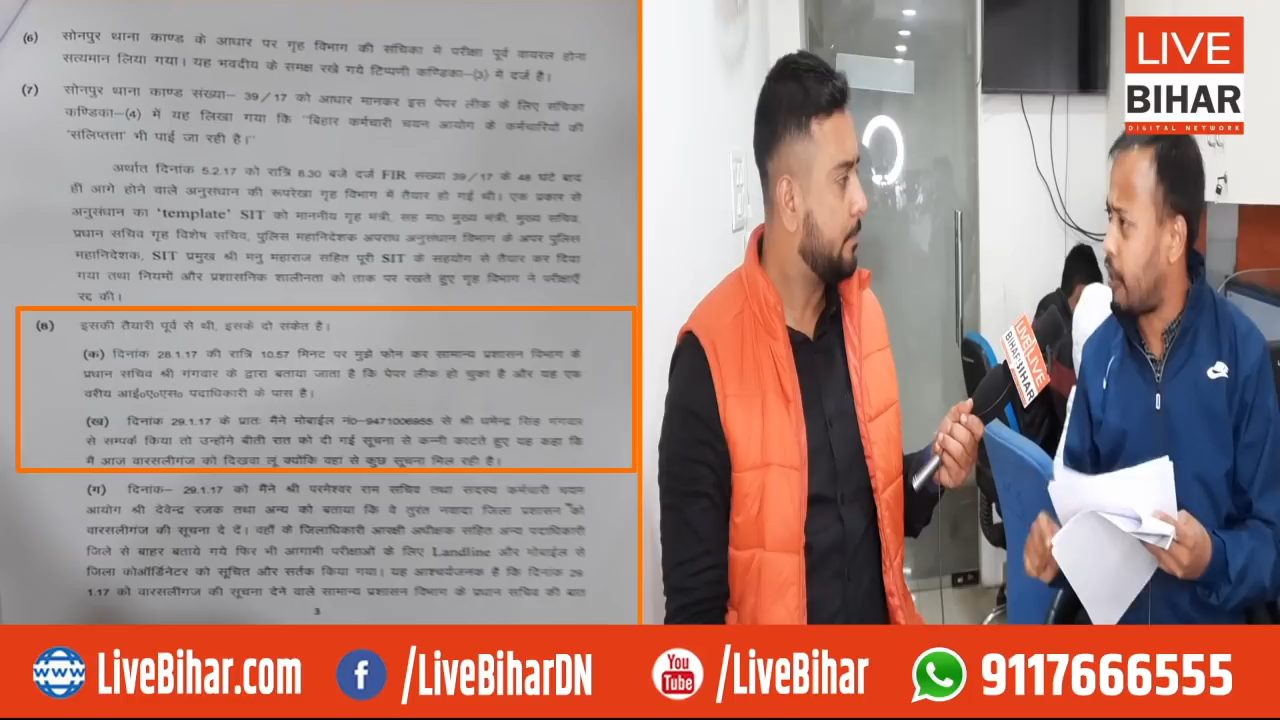 (6) सोनपुर थाना काण्ड के आधार पर गृह विभाग की संचिका में परीक्षा पूर्व वायरल होना
सत्यमान लिया गया। यह भवदीय के समक्ष रखे गये टिप्पणी कण्डिका–(3) में दर्ज है।
(7) सोनपुर थाना काण्ड संख्या– 39/17 को आधार मानकर इस पेपर लीक के लिए संचिका
कण्डिका–(4) में यह लिखा गया कि "बिहार कर्मचारी चयन आयोग के कर्मचारियों की
'संलिप्तता' भी पाई जा रही है।"
अर्थात दिनांक 5.2.17 को रात्रि 8.30 बजे दर्ज FIR संख्या 39/17 के 48 घंटे बाद
ही आगे होने वाले अनुसंधान की रूपरेखा गृह विभाग में तैयार हो गई थी। एक प्रकार से
अनुसंधान का 'template' SIT को माननीय गृह मंत्री, सह मा० मुख्य मंत्री, मुख्य सचिव,
प्रधान सचिव गृह विशेष सचिव, पुलिस महानिदेशक अपराध अनुसंधान विभाग के अपर पुलिस
महानिदेशक, SIT प्रमुख श्री मनु महाराज सहित पूरी SIT के सहयोग से तैयार कर दिया
गया तथा नियमों और प्रशासनिक शालीनता को ताक पर रखते हुए गृह विभाग ने परीक्षाएँ
रद्द की।
(8) इसकी तैयारी पूर्व से थी, इसके दो संकेत है।
(क) दिनांक 28.1.17 की रात्रि 10.57 मिनट पर मुझे फोन कर सामान्य प्रशासन विभाग के
प्रधान सचिव श्री गंगवार के द्वारा बताया जाता है कि पेपर लीक हो चुका है और यह एक
वरीय आई०ए०एस० पदाधिकारी के पास है।
(ख) दिनांक 29.1.17 के प्रातः मैंने मोबाईल नं०–9471006955 से श्री धमेन्द्र सिंह गंगवार
से सम्पर्क किया तो उन्होंने बीती रात को दी गई सूचना से कन्नी काटते हुए यह कहा कि
मैं आज वारसलीगंज को दिखवा लूं क्योंकि वहां से कुछ सूचना मिल रही है।
(ग) दिनांक– 29.1.17 को मैंने श्री परमेश्वर राम सचिव तथा सदस्य कर्मचारी चयन
आयोग श्री देवेन्द्र रजक तथा अन्य को बताया कि वे तुरंत नवादा जिला प्रशासन को
वारसलीगंज की सूचना दे दें। वहाँ के जिलाधिकारी आरक्षी अधीक्षक सहित अन्य पदाधिकारी
जिले से बाहर बताये गये फिर भी आगामी परीक्षाओं के लिए Landline और मोबाईल से
जिला कोऑर्डिनेटर को सूचित और सर्तक किया गया। यह आश्चर्यजनक है कि दिनांक 29.
1.17 को वारसलीगंज की सूचना देने वाले सामान्य प्रशासन विभाग के प्रधान सचिव की बात
3
LIVE
BIHAR
DIGITAL NETWORK
LIVE
BIHAR
LIVE
BIHAR
www LiveBihar.com
f /LiveBiharDN
You Tube /LiveBihar
9117666555